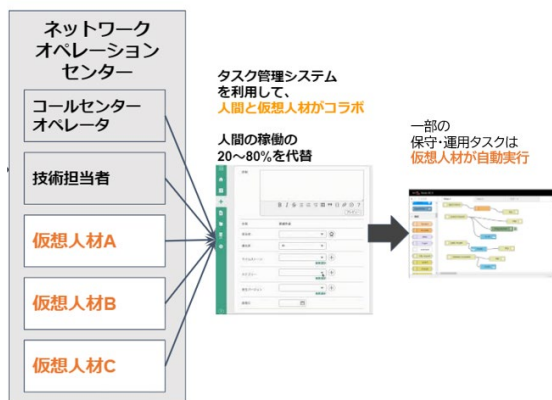 ネットワーク
オペレーション
センター
コールセンター
オペレータ
技術担当者
仮想人材A
仮想人材B
仮想人材C
タスク管理システム
を利用して、
人間と仮想人材がコラボ
人間の稼働の
20～80%を代替
一部の
保守・運用タスクは
仮想人材が自動実行